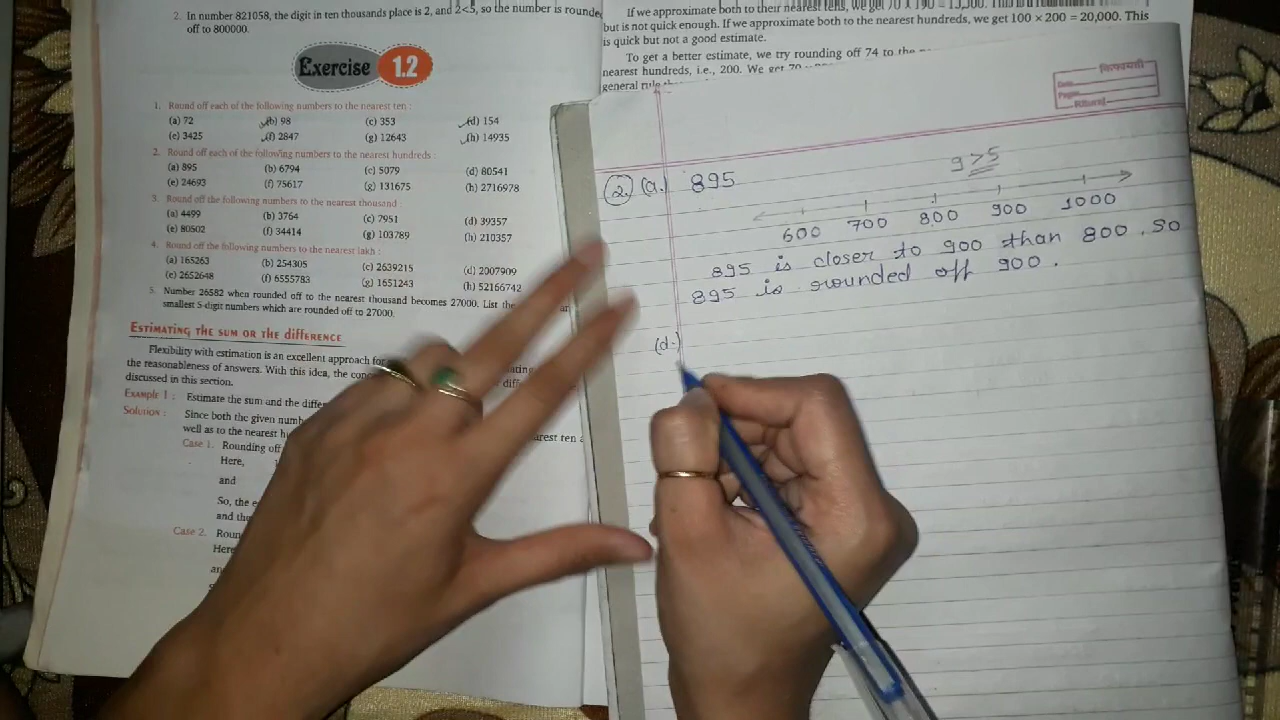 2. In number 821058, the digit in ten thousands place is 2, and 2<5, so the number is rounded
off to 800000.
Exercise 1.2
1. Round off each of the following numbers to the nearest ten :
(a) 72 (b) 98 (c) 353 (d) 154
(e) 3425 (f) 2847 (g) 12643 (h) 14935
2. Round off each of the following numbers to the nearest hundreds :
(a) 895 (b) 6794 (c) 5079 (d) 80541
(e) 24693 (f) 75617 (g) 131675 (h) 2716978
3. Round off the following numbers to the nearest thousand :
(a) 4499 (b) 3764 (c) 7951 (d) 39357
(e) 80502 (f) 34414 (g) 103789 (h) 210357
4. Round off the following numbers to the nearest lakh :
(a) 165263 (b) 254305 (c) 2639215 (d) 2007909
(e) 2652648 (f) 6555783 (g) 1651243 (h) 52166742
5. Number 26582 when rounded off to the nearest thousand becomes 27000. List the
smallest 5-digit numbers which are rounded off to 27000.
ESTIMATING THE SUM OR THE DIFFERENCE
Flexibility with estimation is an excellent approach for
the reasonableness of answers. With this idea, the
discussed in this section.
EXAMPLE 1 : Estimate the sum and the
SOLUTION : Since both the given
well as to the nearest
Case 1. Rounding off
Here,
and
So, the
and
Case 2.
Here
If we approximate both to their nearest tens, we get 70 x 190 = 13,300.
but is not quick enough. If we approximate both to the nearest hundreds, we get 100 × 200 = 20,000. This
is quick but not a good estimate.
To get a better estimate, we try rounding off 74 to the
nearest hundreds, i.e., 200. We get 70
general rule
Date
Page
2. (a.) 895
9 > 5
600 700 800 900 1000
895 is closer to 900 than 800, so
895 is rounded off 900.
(d.)